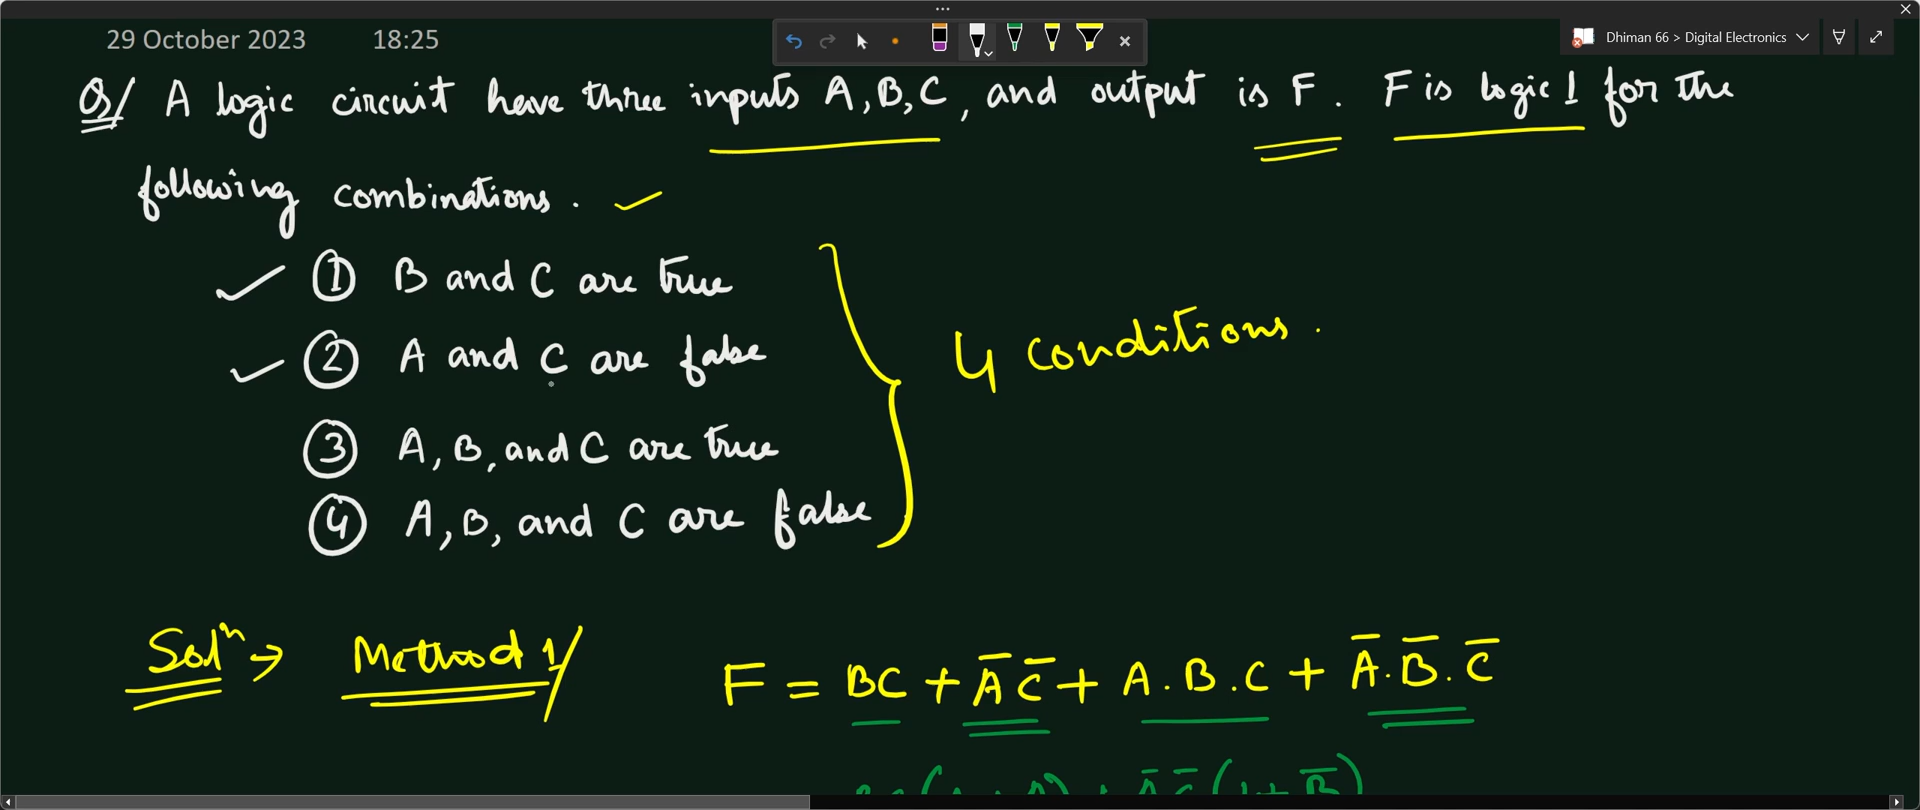 29 October 2023 18:25
Dhiman 66 > Digital Electronics
Q/ A logic circuit have three inputs A, B, C, and output is F. F is logic 1 for the
following combinations.
① B and C are true
② A and C are false
③ A, B, and C are true
④ A, B, and C are false
4 conditions.
Solⁿ → Method 1/
F = BC + A̅ C̅ + A.B.C + A̅.B̅.C̅